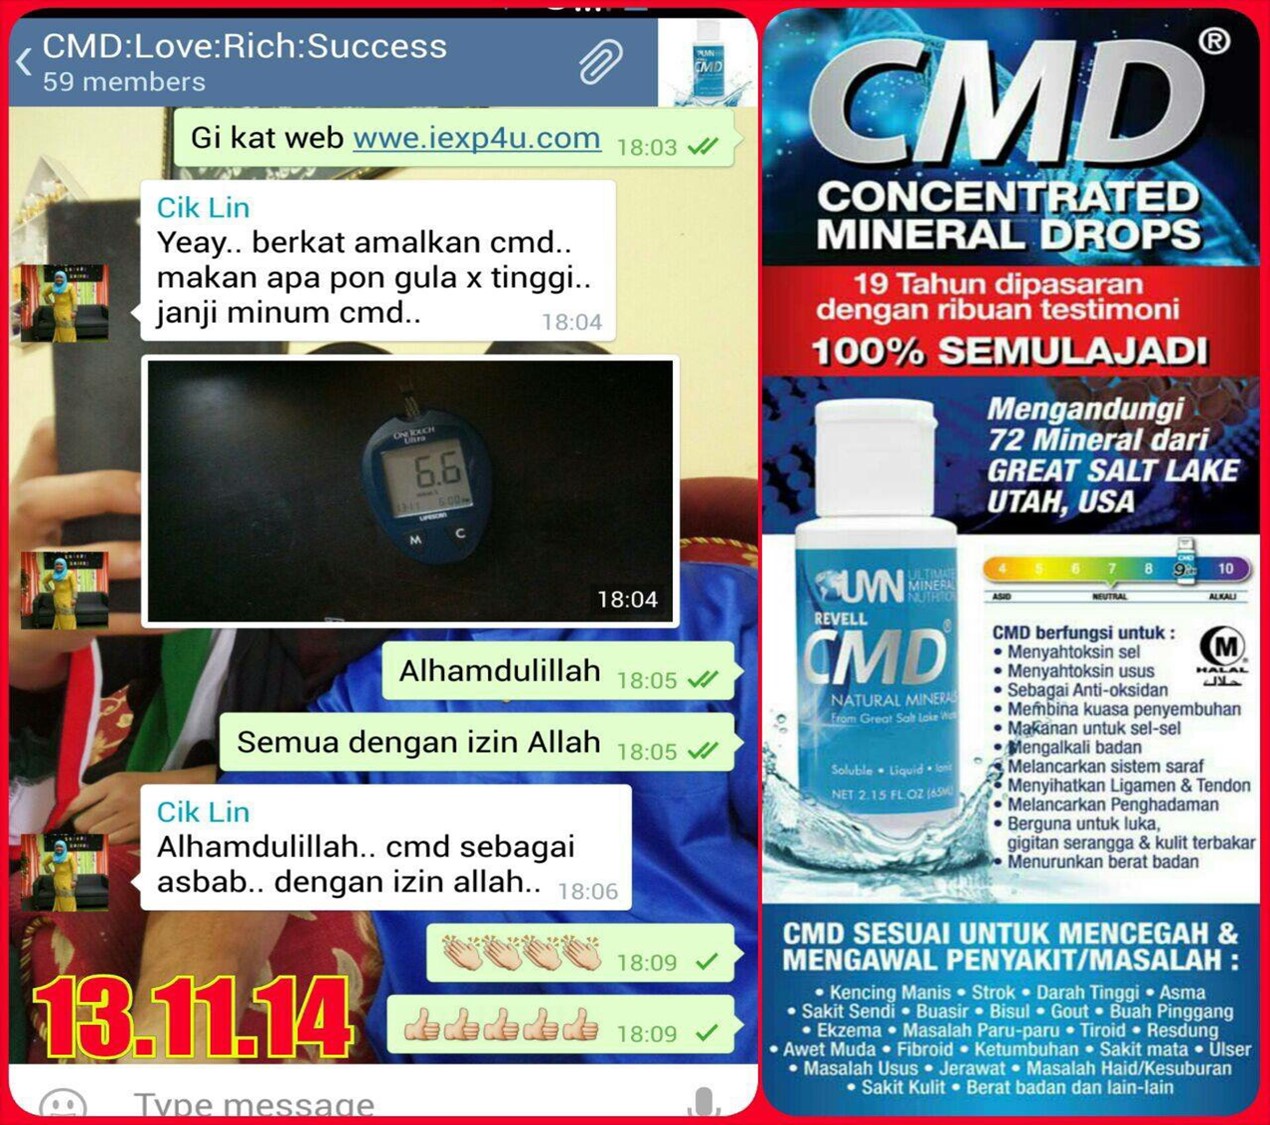 CMD:Love:Rich:Success
59 members
Gi kat web wwe.iexp4u.com 18:03
Cik Lin
Yeay.. berkat amalkan cmd..
makan apa pon gula x tinggi..
janji minum cmd..
18:04
ONETOUCH
Ultra
6.6
LIFESCAN
M C
18:04
Alhamdulillah 18:05
Semua dengan izin Allah 18:05
Cik Lin
Alhamdulillah.. cmd sebagai
asbab.. dengan izin allah.. 18:06
18:09
18:09
13.11.14
Type message
CMD®
CONCENTRATED
MINERAL DROPS
19 Tahun dipasaran
dengan ribuan testimoni
100% SEMULAJADI
Mengandungi
72 Mineral dari
GREAT SALT LAKE
UTAH, USA
UMN ULTIMATE
MINERAL
NUTRITION
REVELL
CMD®
NATURAL MINERALS
From Great Salt Lake
Soluble • Liquid • Ionic
NET 2.15 FL.OZ (65ML)
4 5 6 7 8 9 10
ASID NEUTRAL ALKALI
CMD berfungsi untuk :
• Menyahtoksin sel
• Menyahtoksin usus
• Sebagai Anti-oksidan
• Membina kuasa penyembuhan
• Makanan untuk sel-sel
• Mengalkali badan
• Melancarkan sistem saraf
• Menyihatkan Ligamen & Tendon
• Melancarkan Penghadaman
• Berguna untuk luka,
gigitan serangga & kulit terbakar
• Menurunkan berat badan
M
HALAL
حلال
CMD SESUAI UNTUK MENCEGAH &
MENGAWAL PENYAKIT/MASALAH :
• Kencing Manis • Strok • Darah Tinggi • Asma
• Sakit Sendi • Buasir • Bisul • Gout • Buah Pinggang
• Ekzema • Masalah Paru-paru • Tiroid • Resdung
• Awet Muda • Fibroid • Ketumbuhan • Sakit mata • Ulser
• Masalah Usus • Jerawat • Masalah Haid/Kesuburan
• Sakit Kulit • Berat badan dan lain-lain